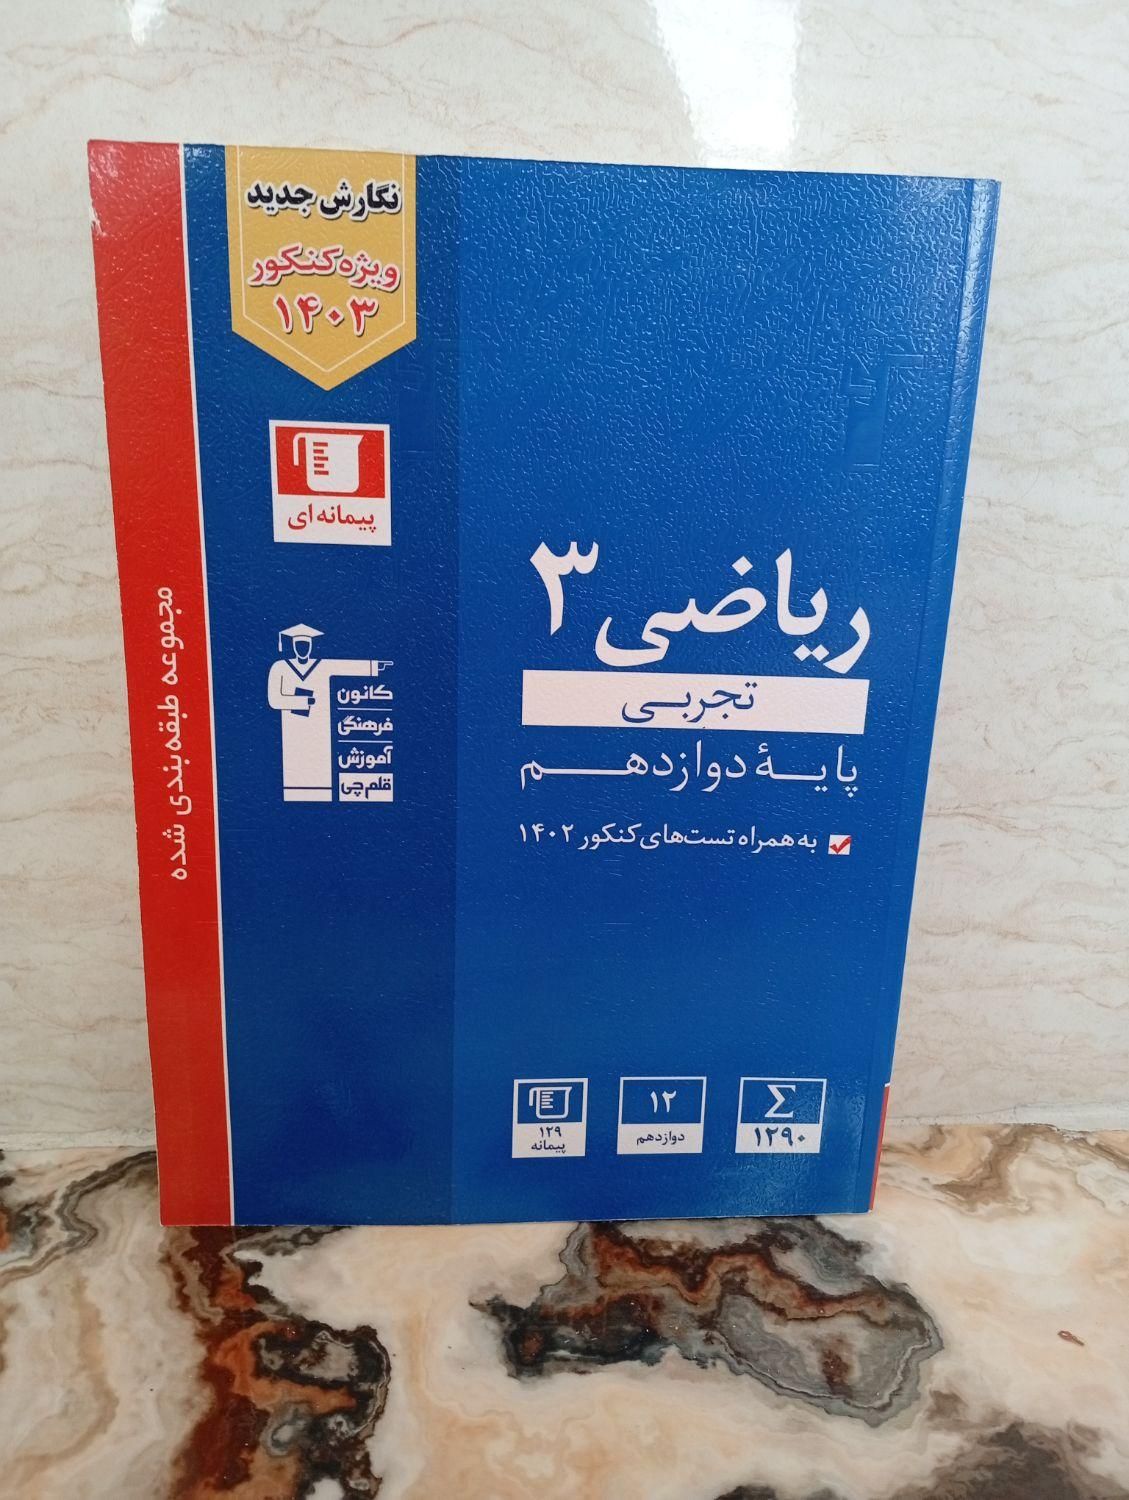 نگارش جدید
ویژه کنکور
۱۴۰۳
پیمانه ای
کانون
فرهنگی
آموزش
قلم چی
مجموعه طبقه بندی شده
ریاضی ۳
تجربی
پایهٔ دوازدهم
به همراه تست‌های کنکور ۱۴۰۲
Σ
۱۲۹۰
۱۲
دوازدهم
۱۲۹
پیمانه